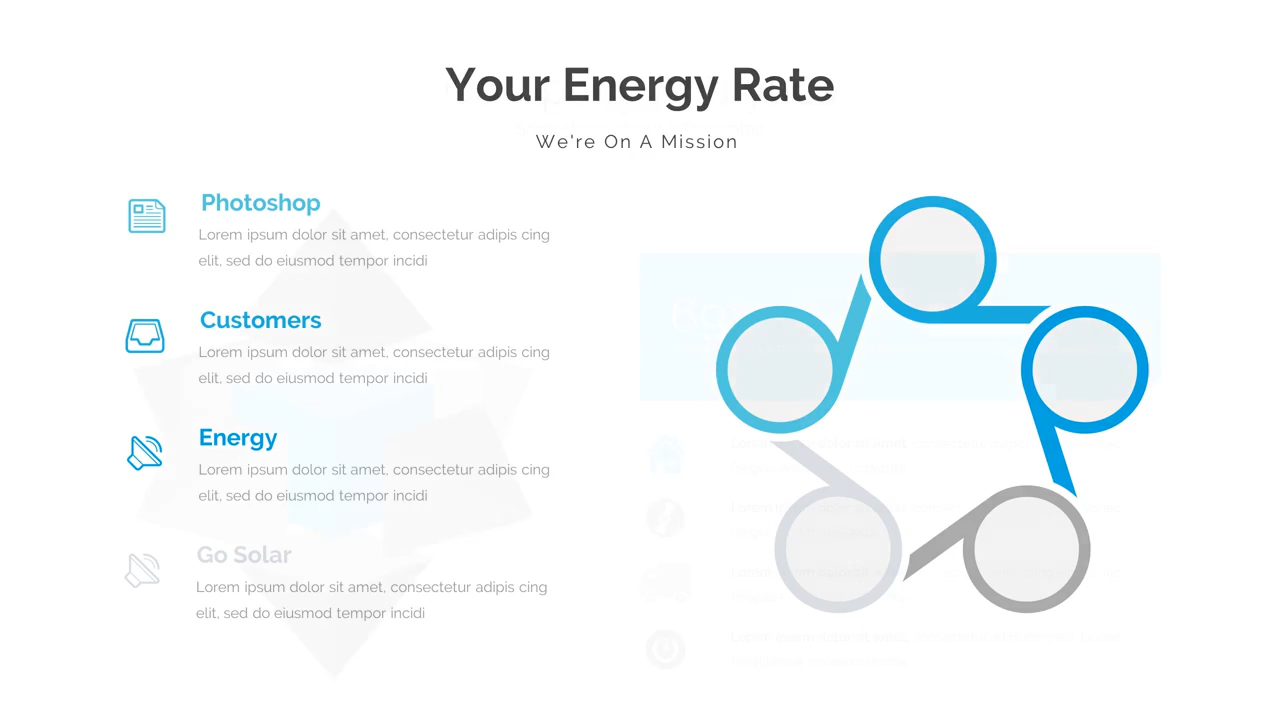 Your Energy Rate
We're On A Mission
Photoshop
Lorem ipsum dolor sit amet, consectetur adipis cing
elit, sed do eiusmod tempor incidi
Customers
Lorem ipsum dolor sit amet, consectetur adipis cing
elit, sed do eiusmod tempor incidi
Energy
Lorem ipsum dolor sit amet, consectetur adipis cing
elit, sed do eiusmod tempor incidi
Go Solar
Lorem ipsum dolor sit amet, consectetur adipis cing
elit, sed do eiusmod tempor incidi